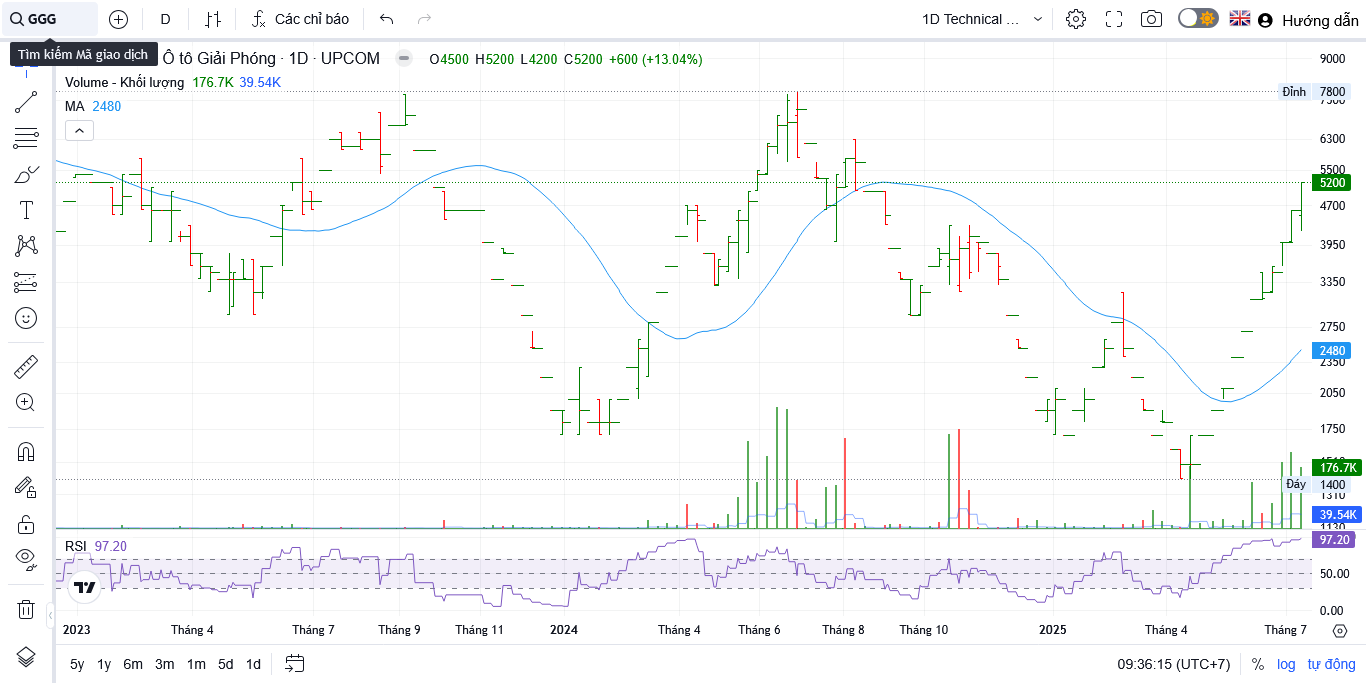 GGG D Các chỉ báo 1D Technical ... Hướng dẫn
Tìm kiếm Mã giao dịch
Ô tô Giải Phóng · 1D · UPCOM O4500 H5200 L4200 C5200 +600 (+13.04%)
Volume - Khối lượng 176.7K 39.54K
MA 2480
9000
Đỉnh 7800
6300
5500
5200
4700
3950
3350
2750
2480
2350
2050
1750
176.7K
Đáy 1400
1310
39.54K
1130
RSI 97.20
97.20
50.00
0.00
2023 Tháng 4 Tháng 7 Tháng 9 Tháng 11 2024 Tháng 4 Tháng 6 Tháng 8 Tháng 10 2025 Tháng 4 Tháng 7
5y 1y 6m 3m 1m 5d 1d 09:36:15 (UTC+7) % log tự động